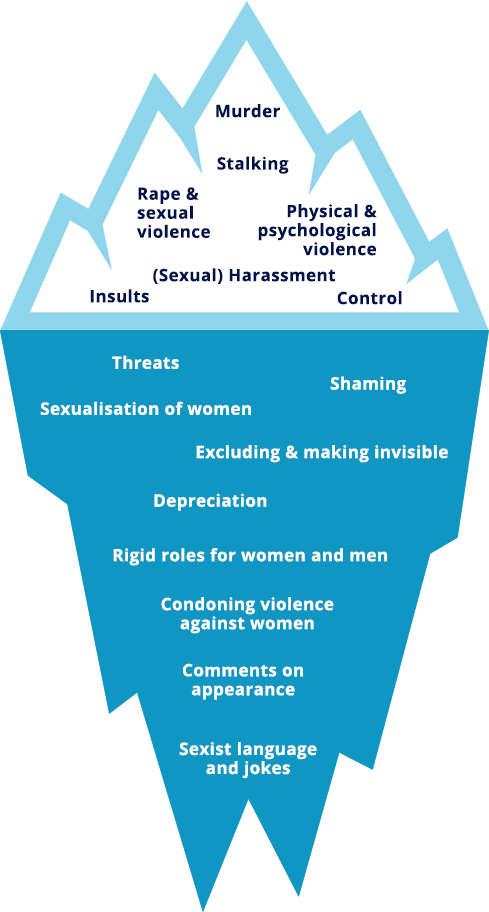 Murder
Stalking
Rape &
sexual
violence
Physical &
psychological
violence
(Sexual) Harassment
Insults
Control
Threats
Shaming
Sexualisation of women
Excluding & making invisible
Depreciation
Rigid roles for women and men
Condoning violence
against women
Comments on
appearance
Sexist language
and jokes